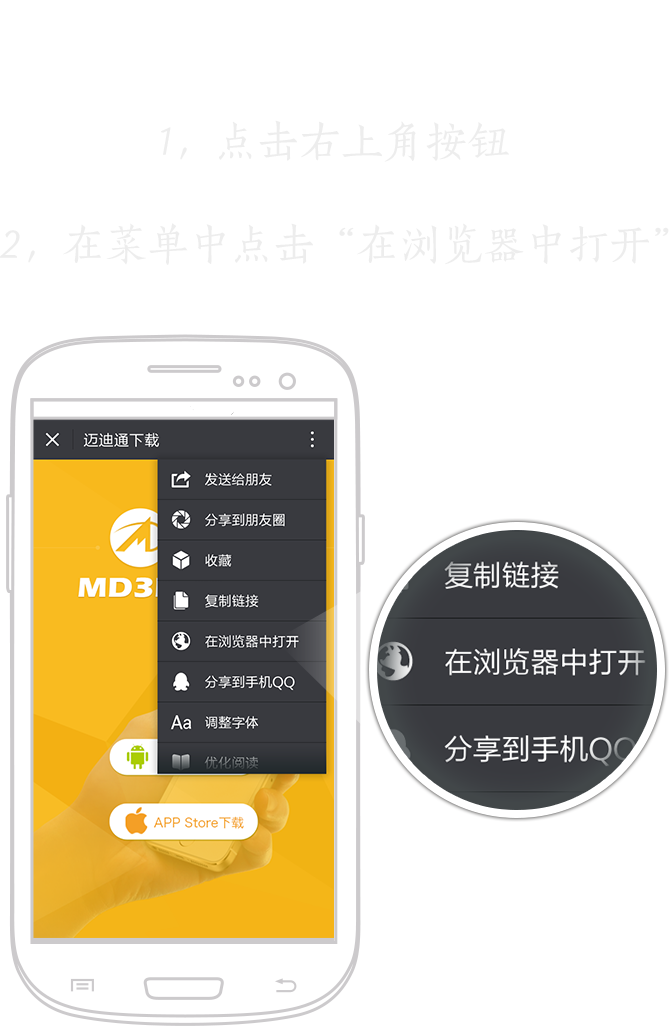 1，点击右上角按钮
2，在菜单中点击“在浏览器中打开”
迈迪通下载
发送给朋友
分享到朋友圈
收藏
MD3
复制链接
在浏览器中打开
分享到手机QQ
Aa 调整字体
优化阅读
APP Store下载
复制链接
在浏览器中打开
分享到手机QQ